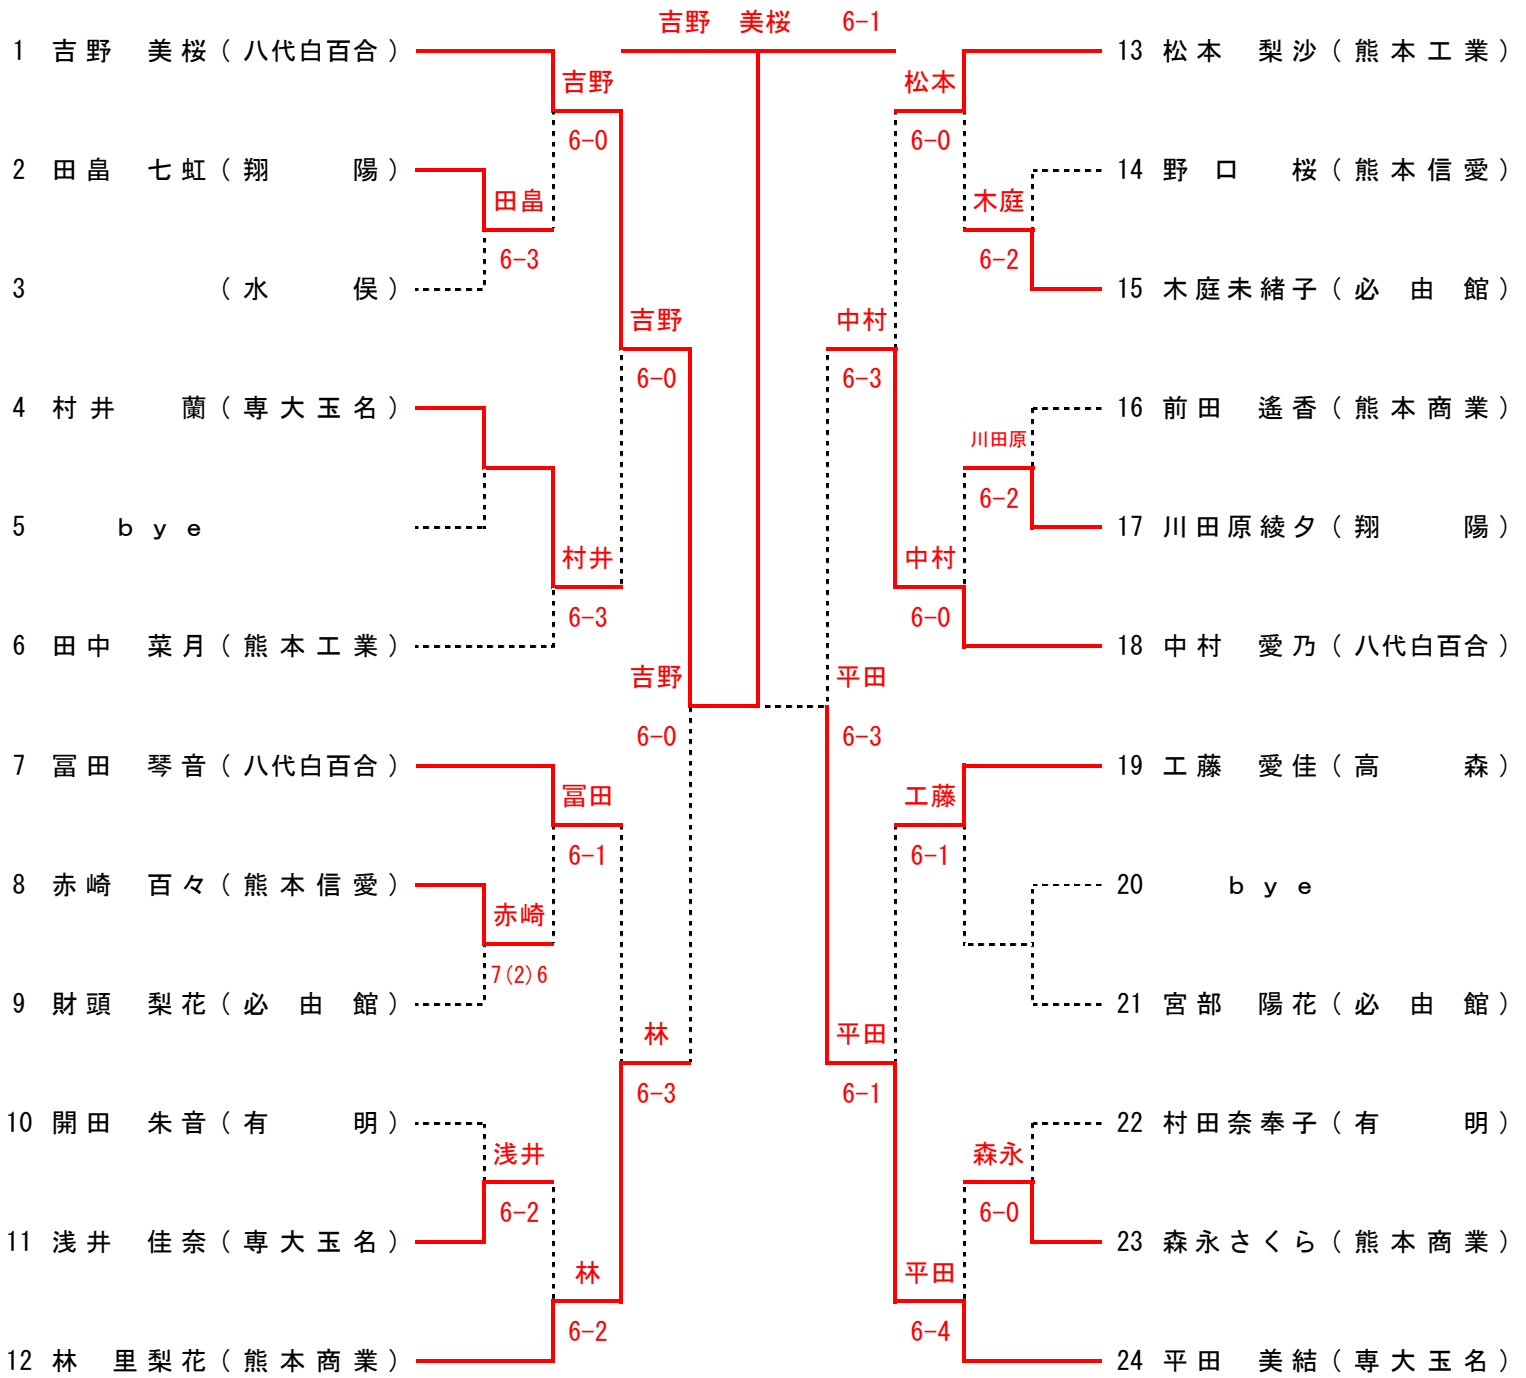 吉野 美桜 6-1
1 吉野 美桜（八代白百合）
吉野
6-0
2 田畠 七虹（翔 陽）
田畠
6-3
3 （水 俣）
吉野
6-0
4 村井 蘭（専大玉名）
5 bye
村井
6-3
6 田中 菜月（熊本工業）
吉野
6-0
7 冨田 琴音（八代白百合）
冨田
6-1
8 赤崎 百々（熊本信愛）
赤崎
7(2)6
9 財頭 梨花（必由館）
林
6-3
10 開田 朱音（有 明）
浅井
6-2
11 浅井 佳奈（専大玉名）
林
6-2
12 林 里梨花（熊本商業）
13 松本 梨沙（熊本工業）
松本
6-0
14 野口 桜（熊本信愛）
木庭
6-2
15 木庭未緒子（必由館）
中村
6-3
16 前田 遙香（熊本商業）
川田原
6-2
17 川田原綾夕（翔 陽）
中村
6-0
18 中村 愛乃（八代白百合）
平田
6-3
19 工藤 愛佳（高 森）
工藤
6-1
20 bye
21 宮部 陽花（必由館）
平田
6-1
22 村田奈奉子（有 明）
森永
6-0
23 森永さくら（熊本商業）
平田
6-4
24 平田 美結（専大玉名）